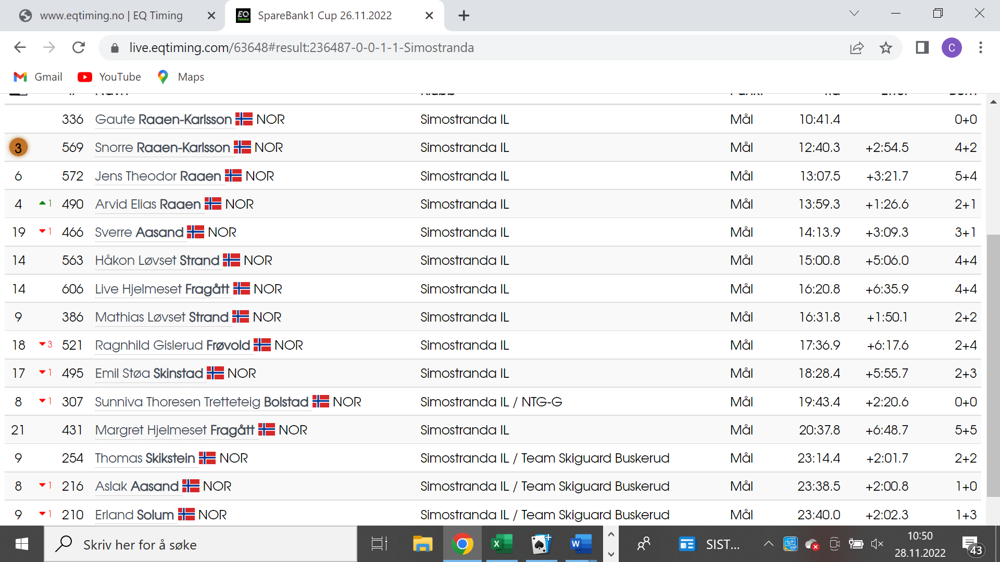 www.eqtiming.no | EQ Timing
EQ TIMING SpareBank1 Cup 26.11.2022
live.eqtiming.com/63648#result:236487-0-0-1-1-Simostranda
C
Gmail YouTube Maps
336 Gaute Raaen-Karlsson NOR Simostranda IL Mål 10:41.4 0+0
3 569 Snorre Raaen-Karlsson NOR Simostranda IL Mål 12:40.3 +2:54.5 4+2
6 572 Jens Theodor Raaen NOR Simostranda IL Mål 13:07.5 +3:21.7 5+4
4 1 490 Arvid Elias Raaen NOR Simostranda IL Mål 13:59.3 +1:26.6 2+1
19 1 466 Sverre Aasand NOR Simostranda IL Mål 14:13.9 +3:09.3 3+1
14 563 Håkon Løvset Strand NOR Simostranda IL Mål 15:00.8 +5:06.0 4+4
14 606 Live Hjelmeset Fragått NOR Simostranda IL Mål 16:20.8 +6:35.9 4+4
9 386 Mathias Løvset Strand NOR Simostranda IL Mål 16:31.8 +1:50.1 2+2
18 3 521 Ragnhild Gislerud Frøvold NOR Simostranda IL Mål 17:36.9 +6:17.6 2+4
17 1 495 Emil Støa Skinstad NOR Simostranda IL Mål 18:28.4 +5:55.7 2+3
8 1 307 Sunniva Thoresen Tretteteig Bolstad NOR Simostranda IL / NTG-G Mål 19:43.4 +2:20.6 0+0
21 431 Margret Hjelmeset Fragått NOR Simostranda IL Mål 20:37.8 +6:48.7 5+5
9 254 Thomas Skikstein NOR Simostranda IL / Team Skiguard Buskerud Mål 23:14.4 +2:01.7 2+2
8 1 216 Aslak Aasand NOR Simostranda IL / Team Skiguard Buskerud Mål 23:38.5 +2:00.8 1+0
9 1 210 Erland Solum NOR Simostranda IL / Team Skiguard Buskerud Mål 23:40.0 +2:02.3 1+3
Skriv her for å søke SIST... 10:50
28.11.2022 43